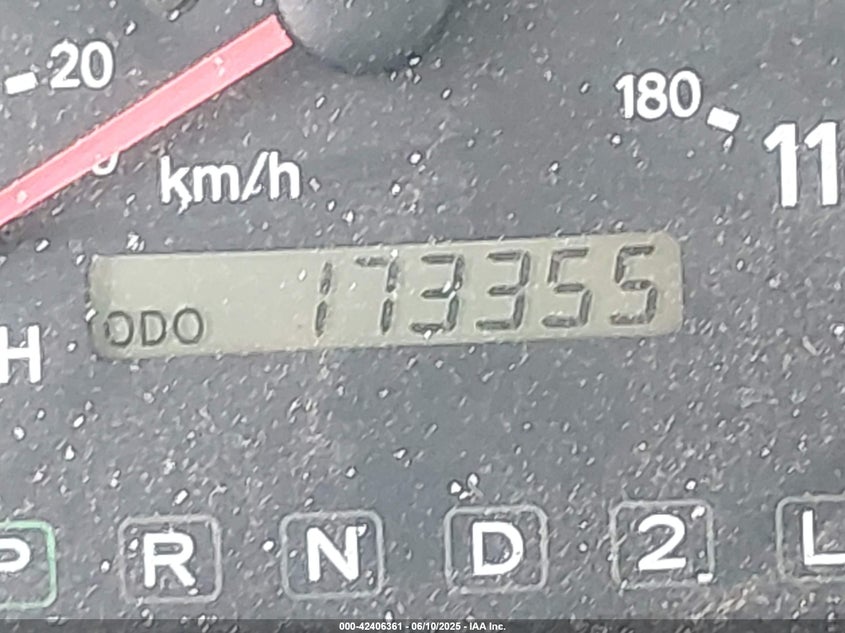 20
180
11
km/h
ODO 173355
H
P R N D 2 L
000-42406361 - 06/10/2025 - IAA Inc.